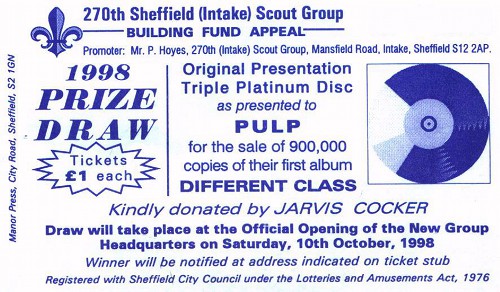 270th Sheffield (Intake) Scout Group
BUILDING FUND APPEAL
Promoter: Mr. P. Hoyes, 270th (Intake) Scout Group, Mansfield Road, Intake, Sheffield S12 2AP.
1998
PRIZE
DRAW
Tickets
£1 each
Original Presentation
Triple Platinum Disc
as presented to
PULP
for the sale of 900,000
copies of their first album
DIFFERENT CLASS
Kindly donated by JARVIS COCKER
Draw will take place at the Official Opening of the New Group
Headquarters on Saturday, 10th October, 1998
Winner will be notified at address indicated on ticket stub
Registered with Sheffield City Council under the Lotteries and Amusements Act, 1976
Manor Press, City Road, Sheffield, S2 1GN